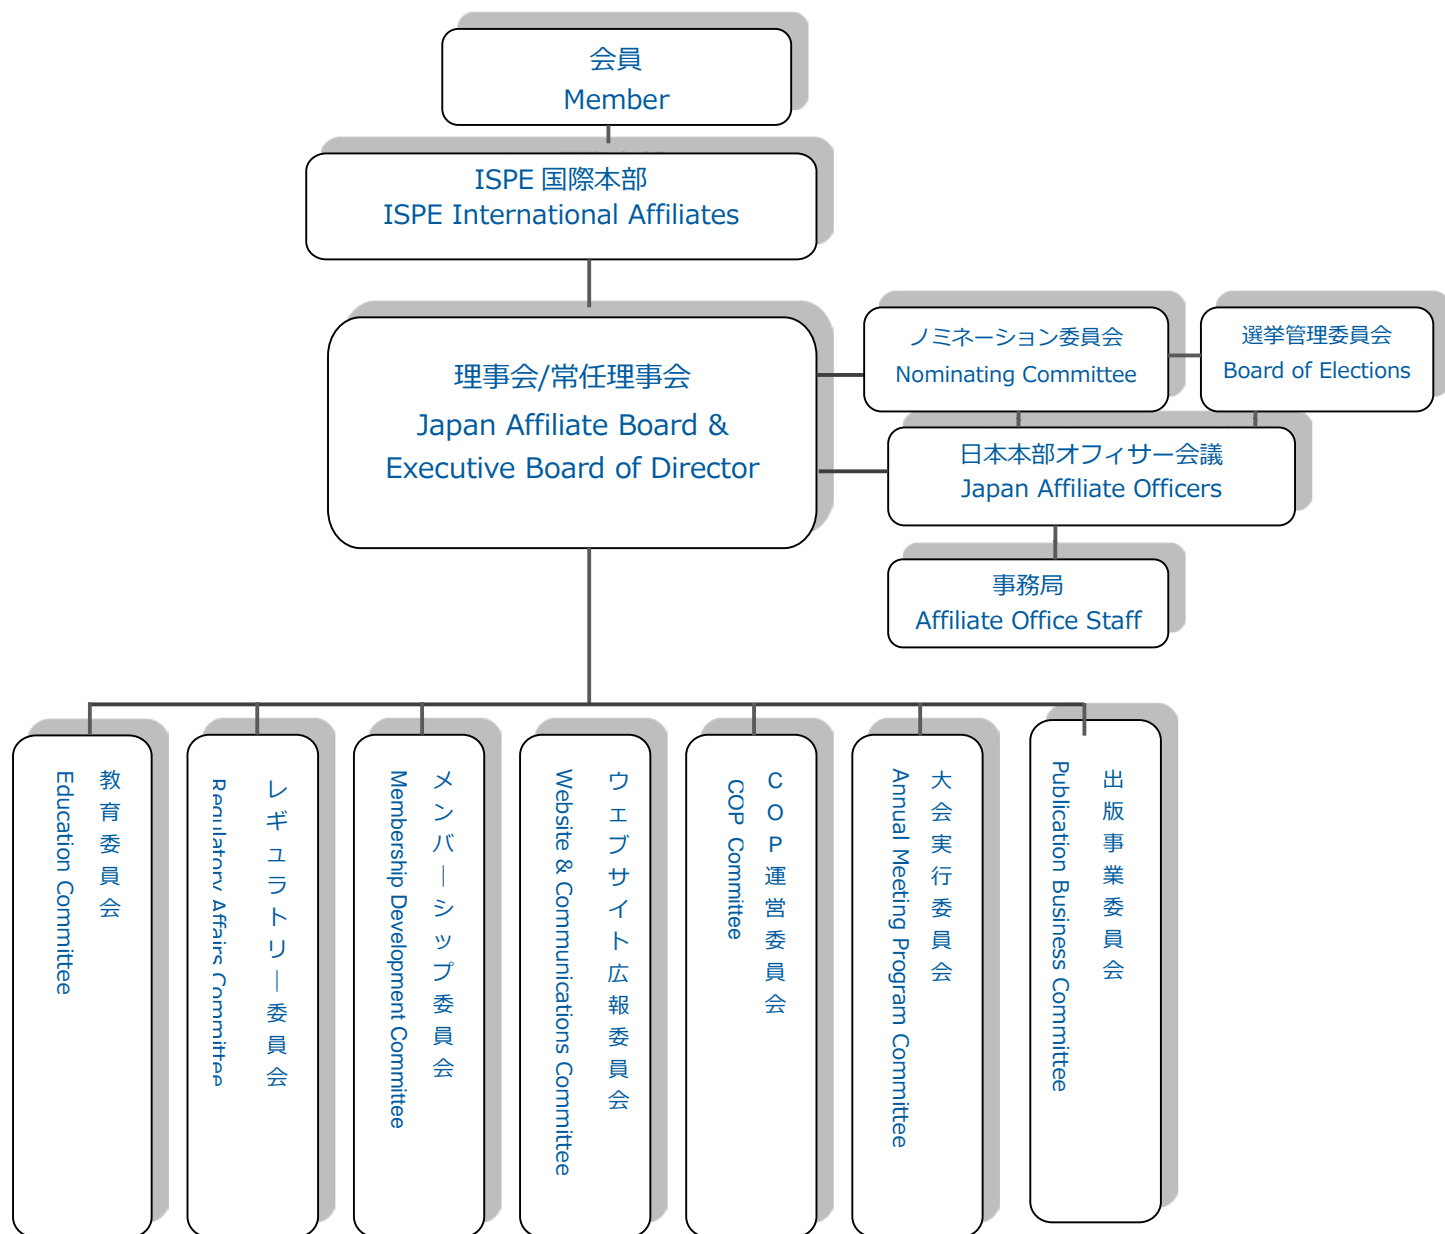 会員
Member
ISPE 国際本部
ISPE International Affiliates
理事会/常任理事会
Japan Affiliate Board &
Executive Board of Director
ノミネーション委員会
Nominating Committee
選挙管理委員会
Board of Elections
日本本部オフィサー会議
Japan Affiliate Officers
事務局
Affiliate Office Staff
教育委員会
Education Committee
レギュラトリ―委員会
Regulatory Affairs Committee
メンバ―シップ委員会
Membership Development Committee
ウェブサイト広報委員会
Website & Communications Committee
COP運営委員会
COP Committee
大会実行委員会
Annual Meeting Program Committee
出版事業委員会
Publication Business Committee